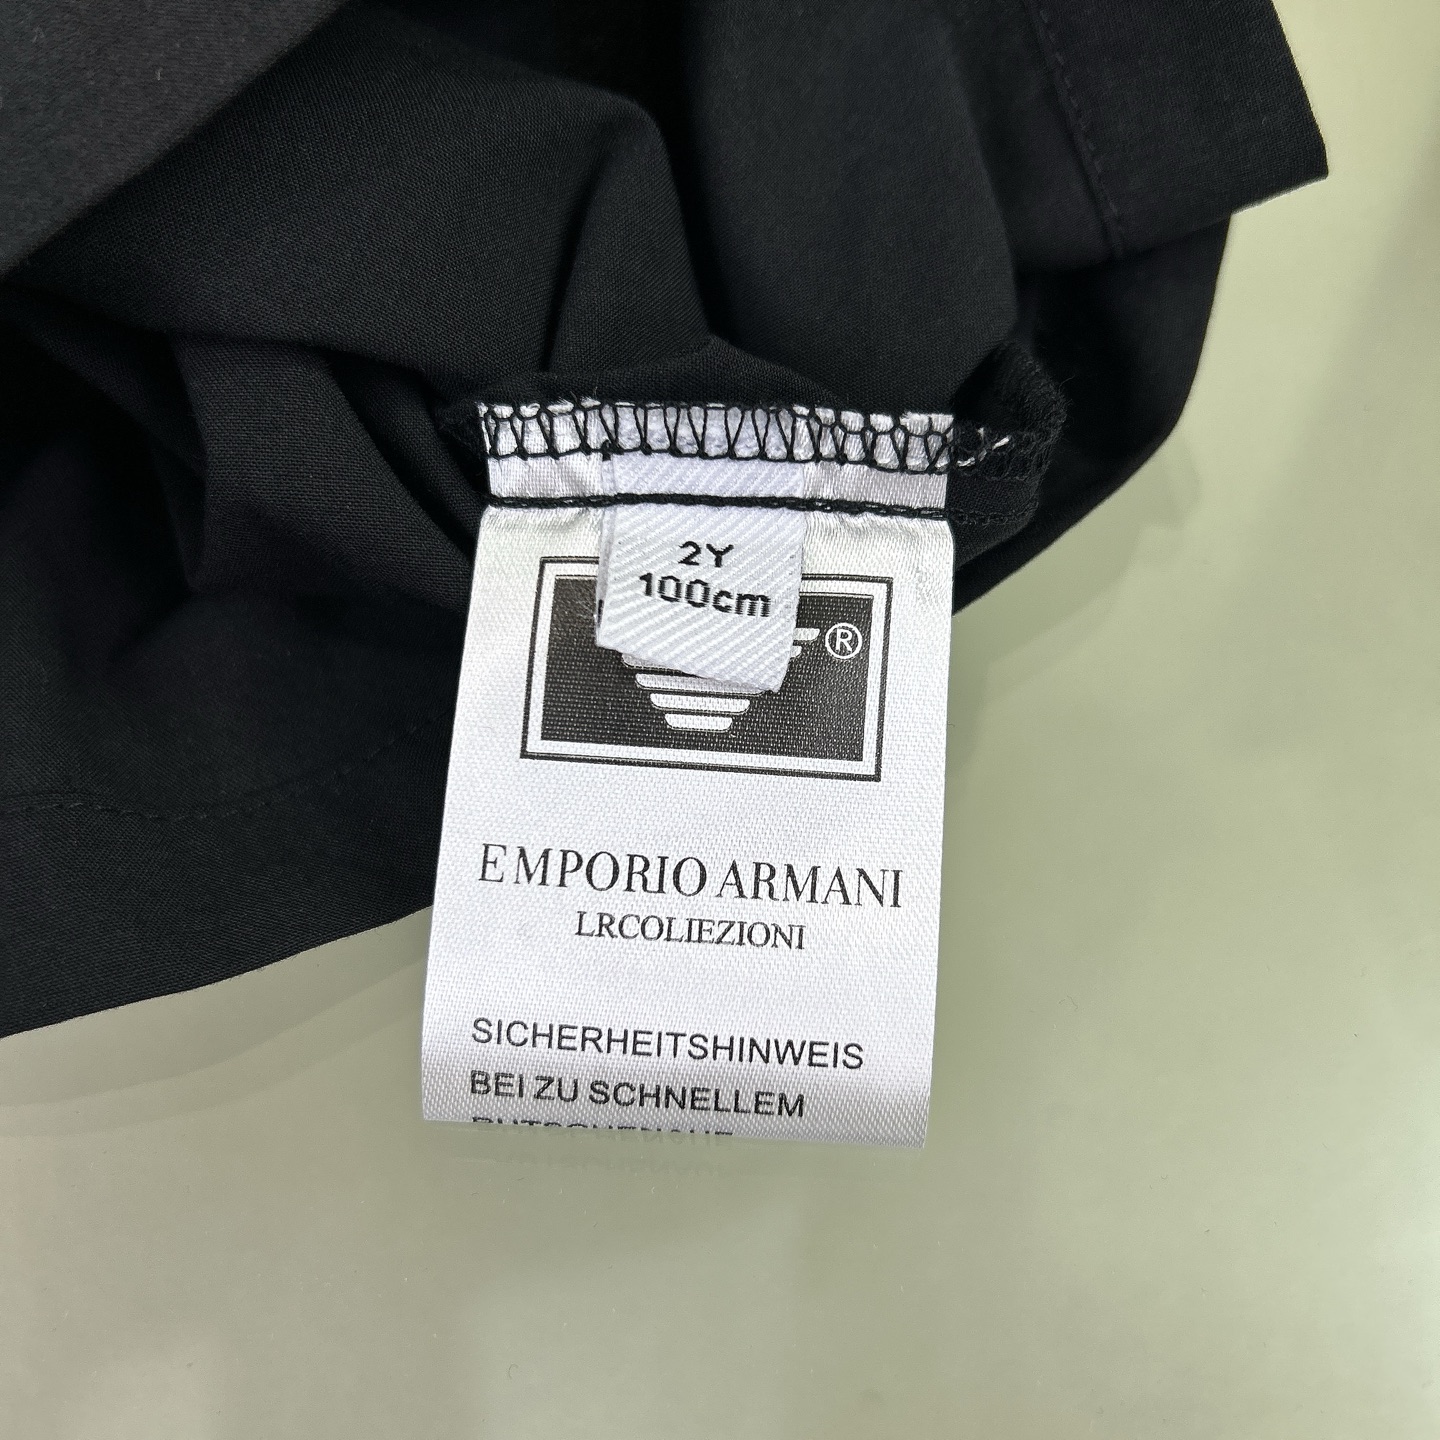 2Y
100cm
®
EMPORIO ARMANI
LRCOLIEZIONI
SICHERHEITSHINWEIS
BEI ZU SCHNELLEM